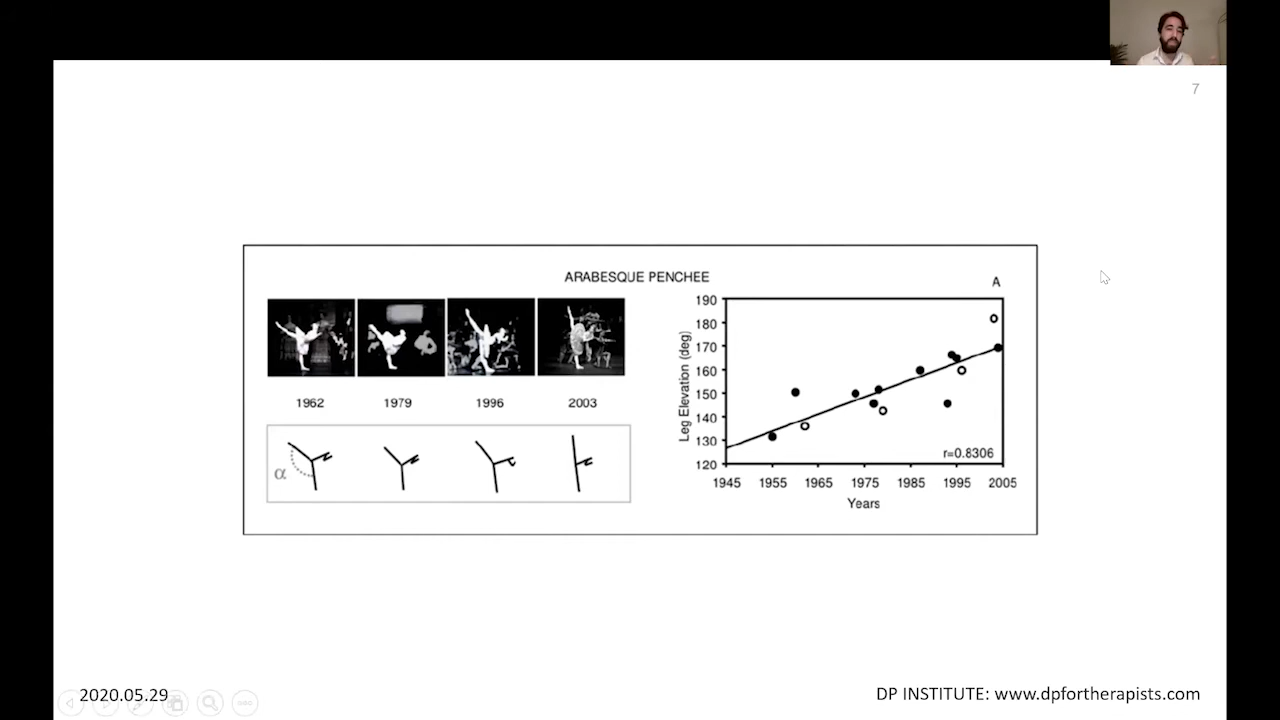 7
ARABESQUE PENCHEE
A
1962 1979 1996 2003
α
Leg Elevation (deg)
190
180
170
160
150
140
130
120
r=0.8306
1945 1955 1965 1975 1985 1995 2005
Years
2020.05.29
DP INSTITUTE: www.dpfortherapists.com